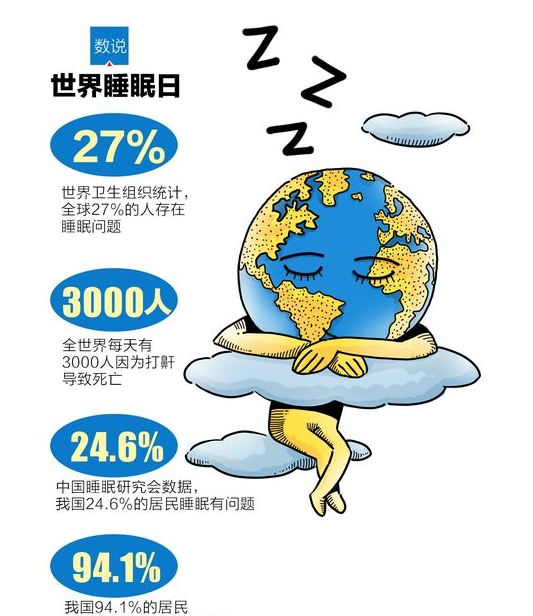 数说
世界睡眠日
Z
Z
Z
27%
世界卫生组织统计，
全球27%的人存在
睡眠问题
3000人
全世界每天有
3000人因为打鼾
导致死亡
24.6%
中国睡眠研究会数据，
我国24.6%的居民睡眠有问题
94.1%
我国94.1%的居民